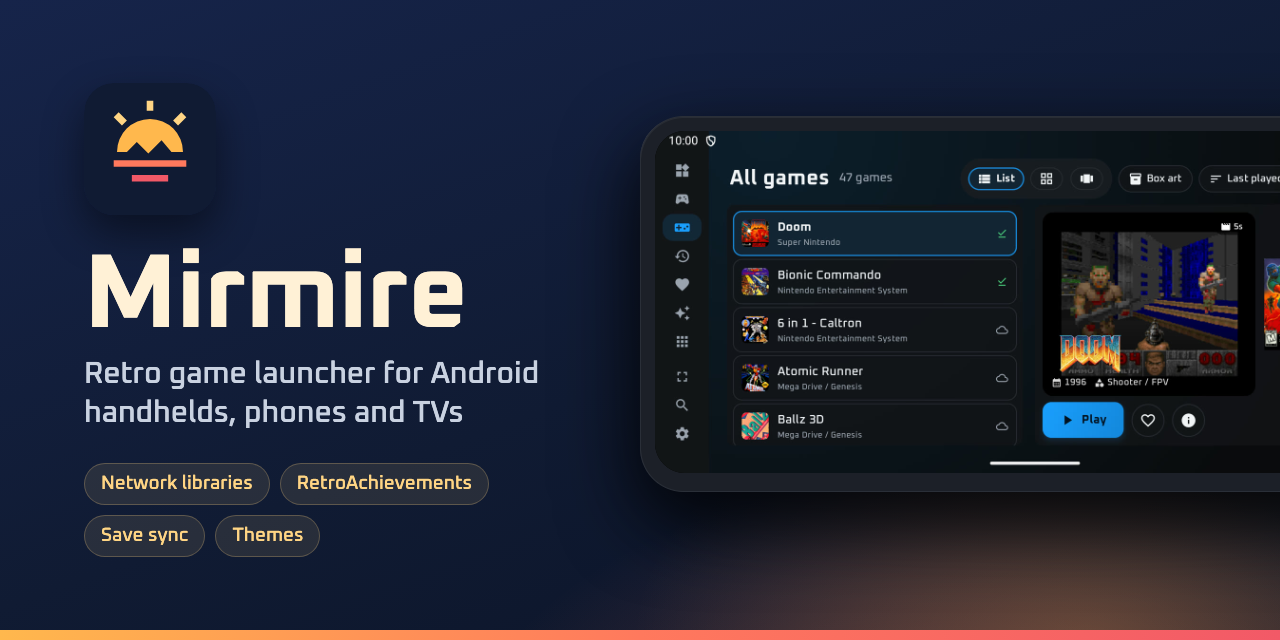 Mirmire
Retro game launcher for Android
handhelds, phones and TVs
Network libraries
RetroAchievements
Save sync
Themes
10:00
All games
47 games
List
Box art
Last played
Doom
Super Nintendo
Bionic Commando
Nintendo Entertainment System
6 in 1 - Caltron
Nintendo Entertainment System
Atomic Runner
Mega Drive / Genesis
Ballz 3D
Mega Drive / Genesis
5s
DOOM
1996
Shooter / FPV
Play